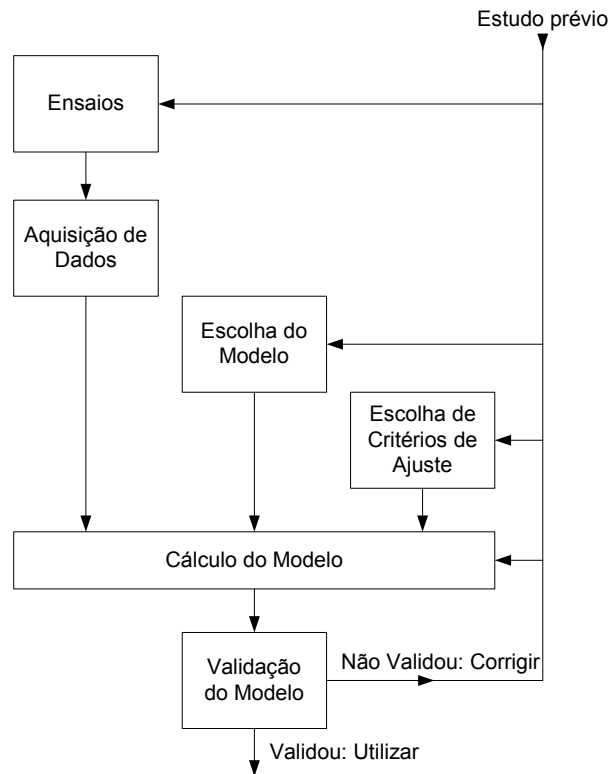 Estudo prévio
Ensaios
Aquisição de
Dados
Escolha do
Modelo
Escolha de
Critérios de
Ajuste
Cálculo do Modelo
Validação
do Modelo
Não Validou: Corrigir
Validou: Utilizar